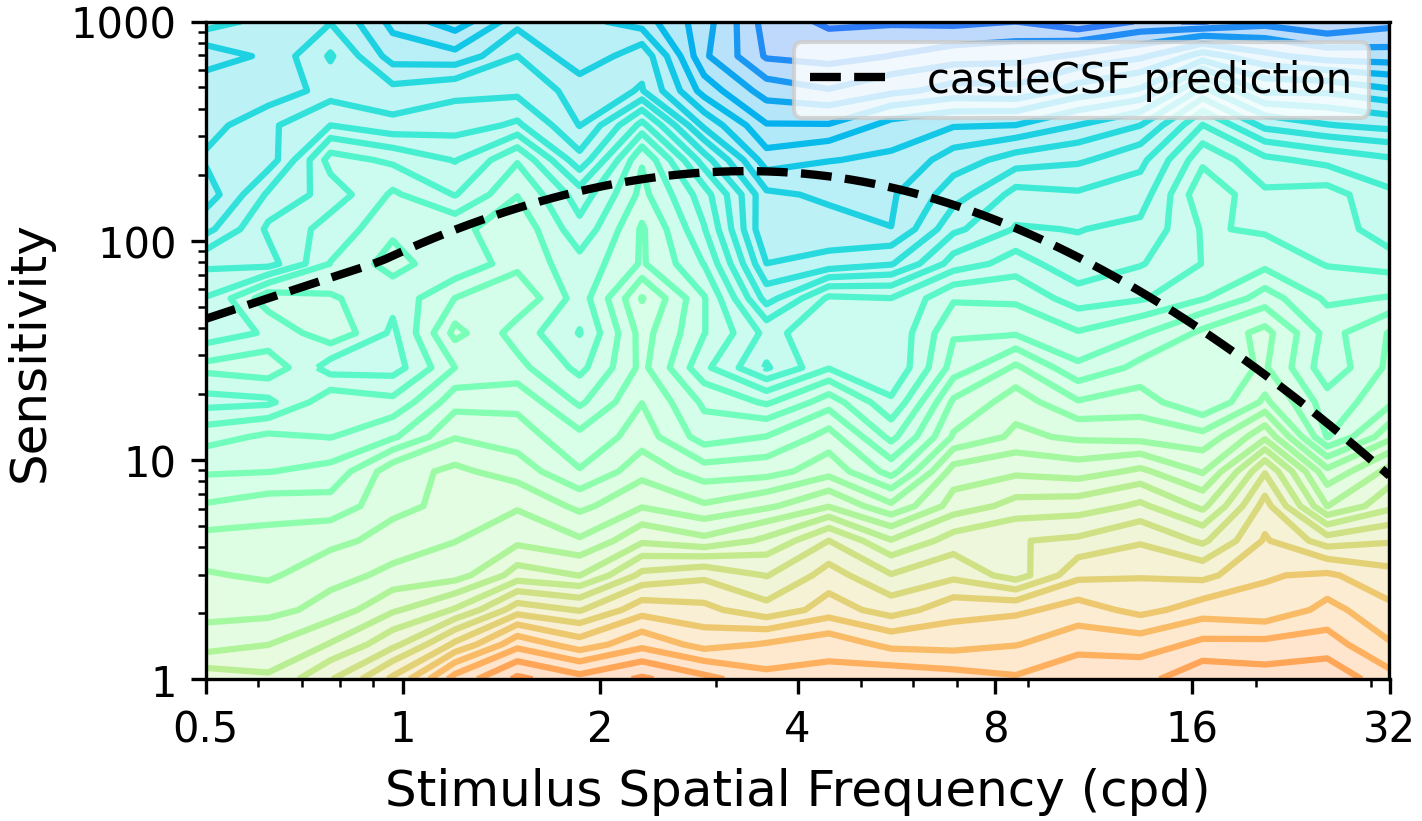 1000
castleCSF prediction
100
Sensitivity
10
1
0.5 1 2 4 8 16 32
Stimulus Spatial Frequency (cpd)